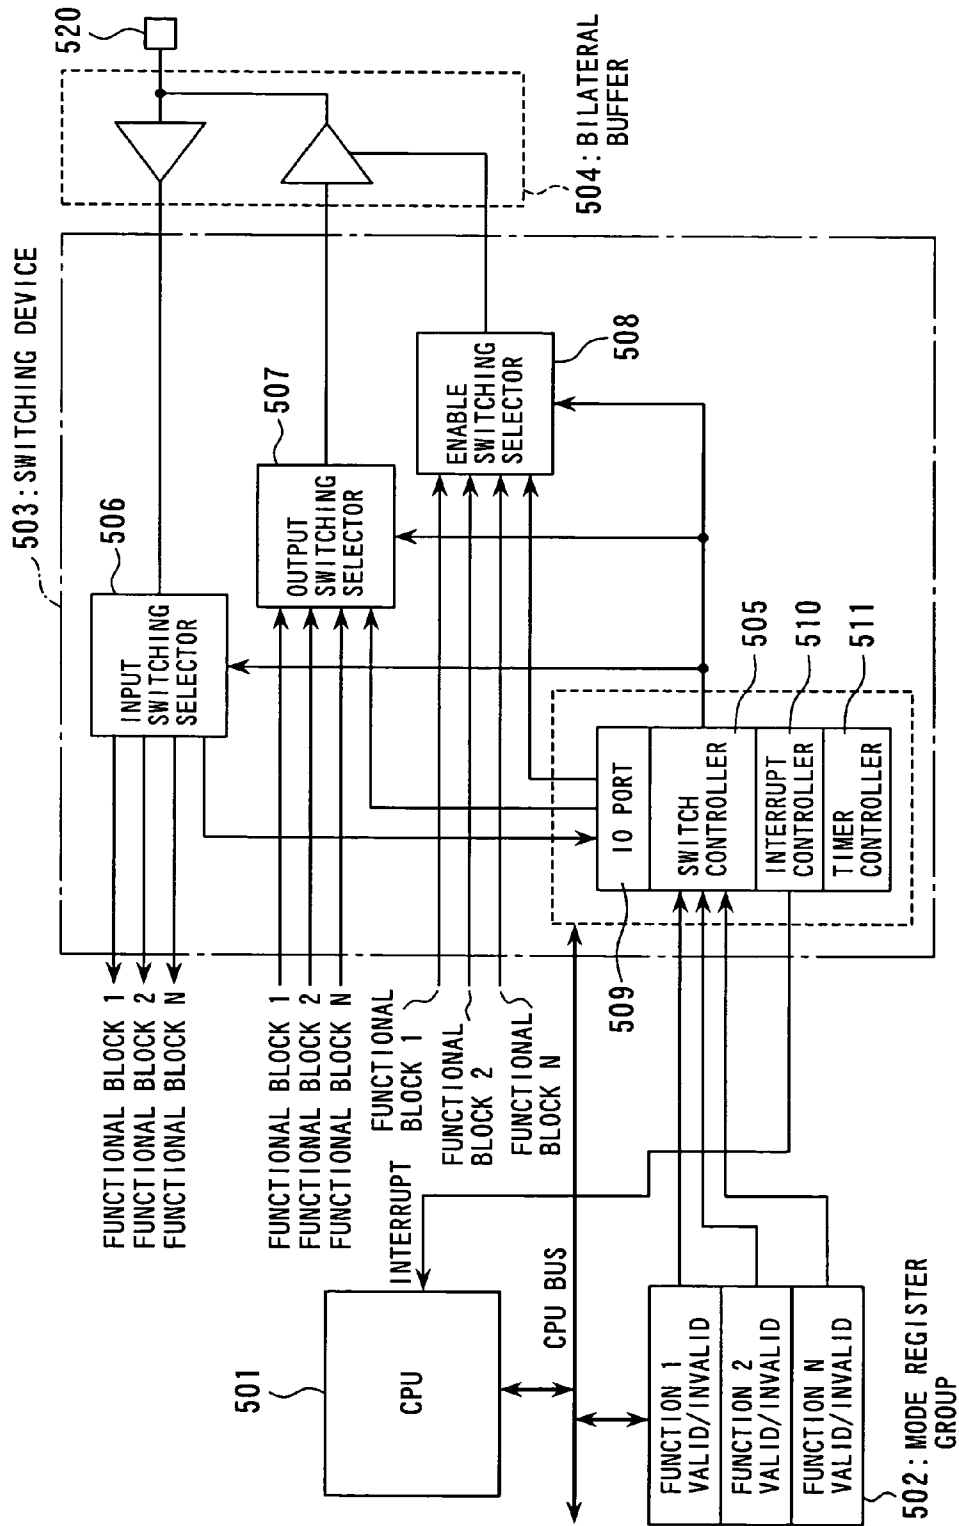 503:SWITCHING DEVICE
520
506
INPUT
SWITCHING
SELECTOR
507
OUTPUT
SWITCHING
SELECTOR
504:BILATERAL
BUFFER
ENABLE
SWITCHING
SELECTOR
508
FUNCTIONAL BLOCK 1
FUNCTIONAL BLOCK 2
FUNCTIONAL BLOCK N
FUNCTIONAL BLOCK 1
FUNCTIONAL BLOCK 2
FUNCTIONAL BLOCK N
FUNCTIONAL
BLOCK 1
FUNCTIONAL
BLOCK 2
FUNCTIONAL
BLOCK N
509
IO PORT
SWITCH
CONTROLLER
505
INTERRUPT
CONTROLLER
510
TIMER
CONTROLLER
511
501
CPU
INTERRUPT
CPU BUS
FUNCTION 1
VALID/INVALID
FUNCTION 2
VALID/INVALID
FUNCTION N
VALID/INVALID
502:MODE REGISTER
GROUP